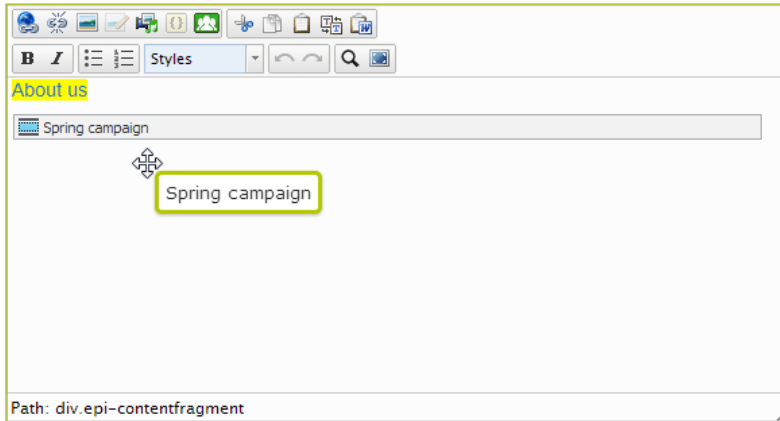 B I Styles
About us
Spring campaign
Spring campaign
Path: div.epi-contentfragment